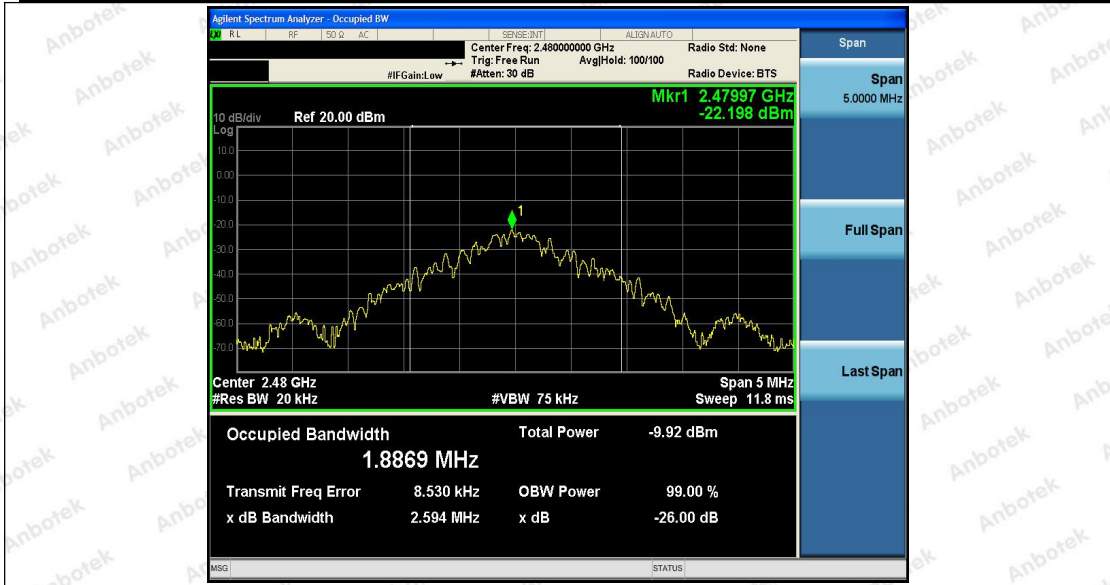 Agilent Spectrum Analyzer - Occupied BW
LXI RL RF 50 Ω AC SENSE:INT ALIGNAUTO
Center Freq: 2.480000000 GHz Radio Std: None
Trig: Free Run Avg|Hold: 100/100
#IFGain:Low #Atten: 30 dB Radio Device: BTS
Mkr1 2.47997 GHz
-22.198 dBm
10 dB/div Ref 20.00 dBm
Log
10.0
0.00
-10.0
-20.0
-30.0
-40.0
-50.0
-60.0
-70.0
1
Center 2.48 GHz Span 5 MHz
#Res BW 20 kHz #VBW 75 kHz Sweep 11.8 ms
Occupied Bandwidth Total Power -9.92 dBm
1.8869 MHz
Transmit Freq Error 8.530 kHz OBW Power 99.00 %
x dB Bandwidth 2.594 MHz x dB -26.00 dB
MSG STATUS
Span
Span
5.0000 MHz
Full Span
Last Span
Anbotek